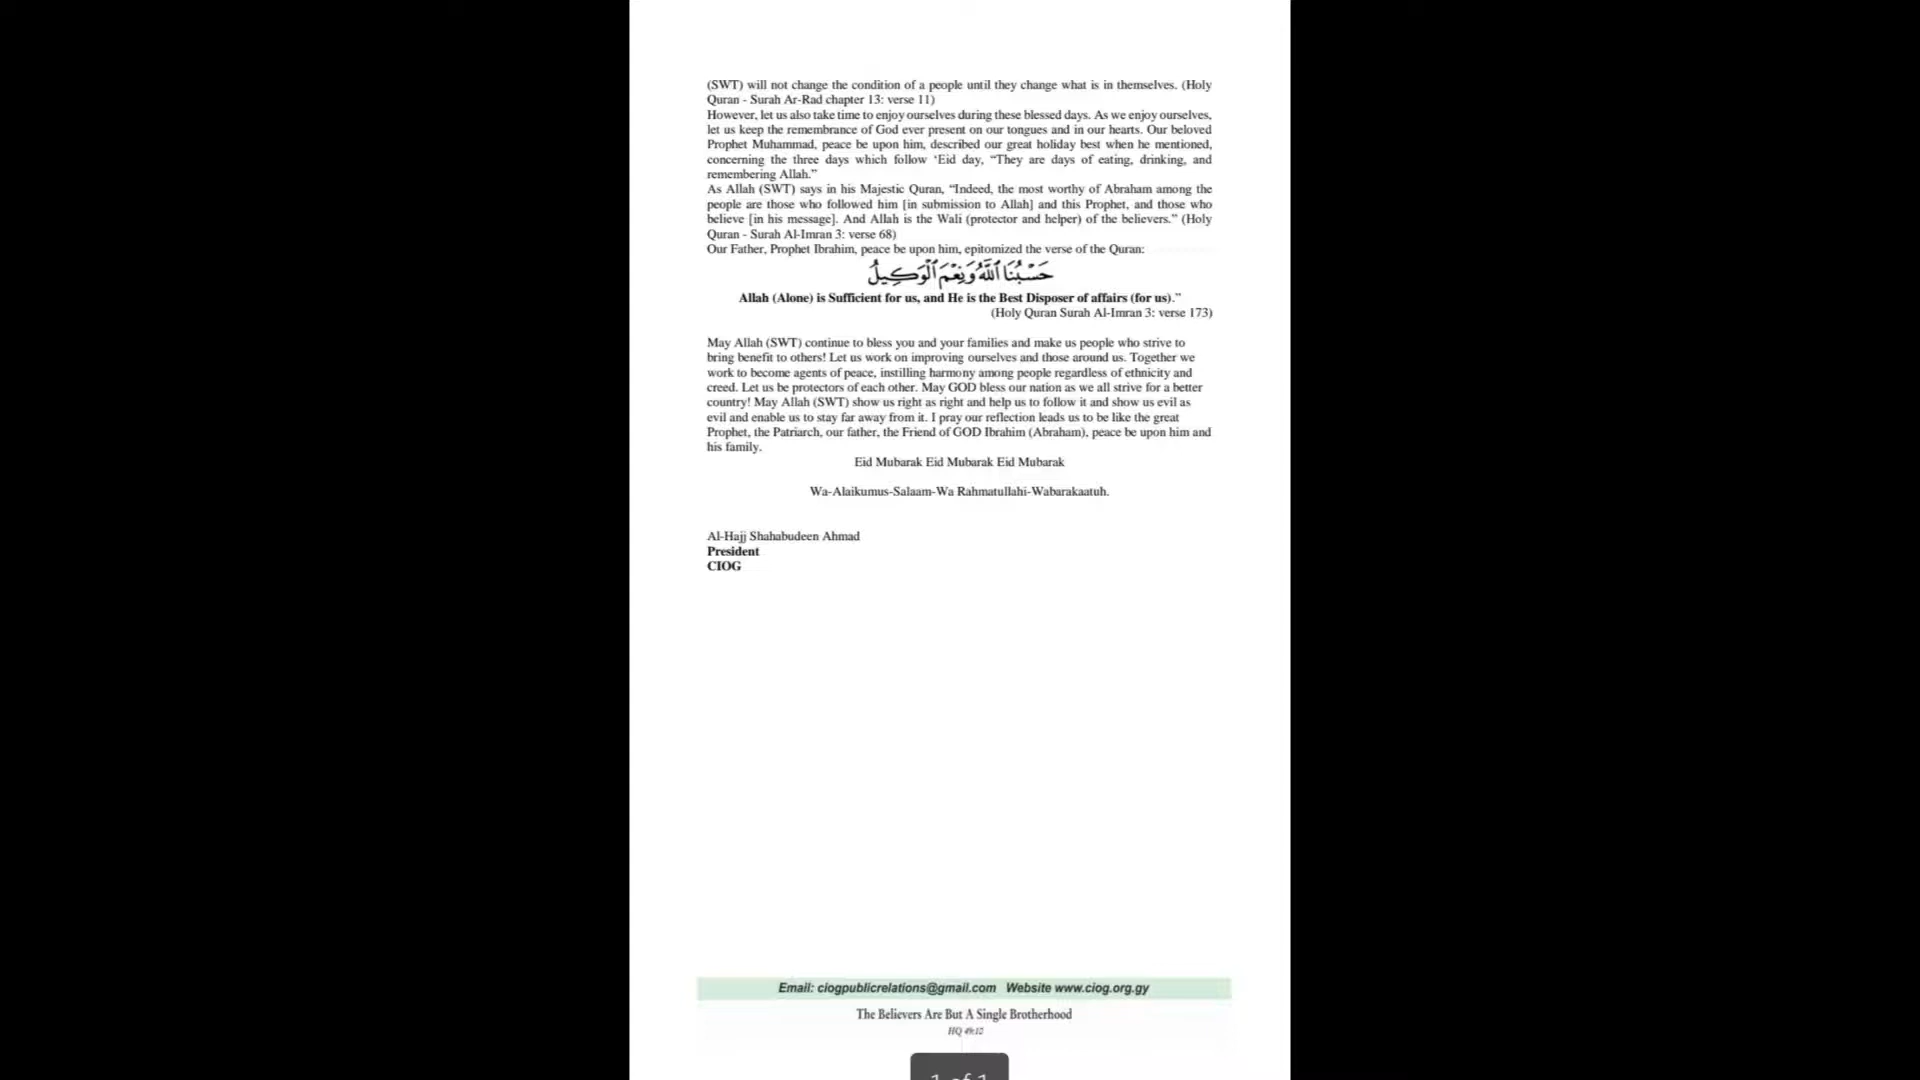 (SWT) will not change the condition of a people until they change what is in themselves. (Holy
Quran - Surah Ar-Rad chapter 13: verse 11)
However, let us also take time to enjoy ourselves during these blessed days. As we enjoy ourselves,
let us keep the remembrance of God ever present on our tongues and in our hearts. Our beloved
Prophet Muhammad, peace be upon him, described our great holiday best when he mentioned,
concerning the three days which follow ‘Eid day, “They are days of eating, drinking, and
remembering Allah.”
As Allah (SWT) says in his Majestic Quran, “Indeed, the most worthy of Abraham among the
people are those who followed him [in submission to Allah] and this Prophet, and those who
believe [in his message]. And Allah is the Wali (protector and helper) of the believers.” (Holy
Quran - Surah Al-Imran 3: verse 68)
Our Father, Prophet Ibrahim, peace be upon him, epitomized the verse of the Quran:
حَسْبُنَا ٱللَّهُ وَنِعْمَ ٱلْوَكِيلُ
Allah (Alone) is Sufficient for us, and He is the Best Disposer of affairs (for us).”
(Holy Quran Surah Al-Imran 3: verse 173)
May Allah (SWT) continue to bless you and your families and make us people who strive to
bring benefit to others! Let us work on improving ourselves and those around us. Together we
work to become agents of peace, instilling harmony among people regardless of ethnicity and
creed. Let us be protectors of each other. May GOD bless our nation as we all strive for a better
country! May Allah (SWT) show us right as right and help us to follow it and show us evil as
evil and enable us to stay far away from it. I pray our reflection leads us to be like the great
Prophet, the Patriarch, our father, the Friend of GOD Ibrahim (Abraham), peace be upon him and
his family.
Eid Mubarak Eid Mubarak Eid Mubarak
Wa-Alaikumus-Salaam-Wa Rahmatullahi-Wabarakaatuh.
Al-Hajj Shahabudeen Ahmad
President
CIOG
Email: ciogpublicrelations@gmail.com Website www.ciog.org.gy
The Believers Are But A Single Brotherhood
HQ 49:10
1 of 1